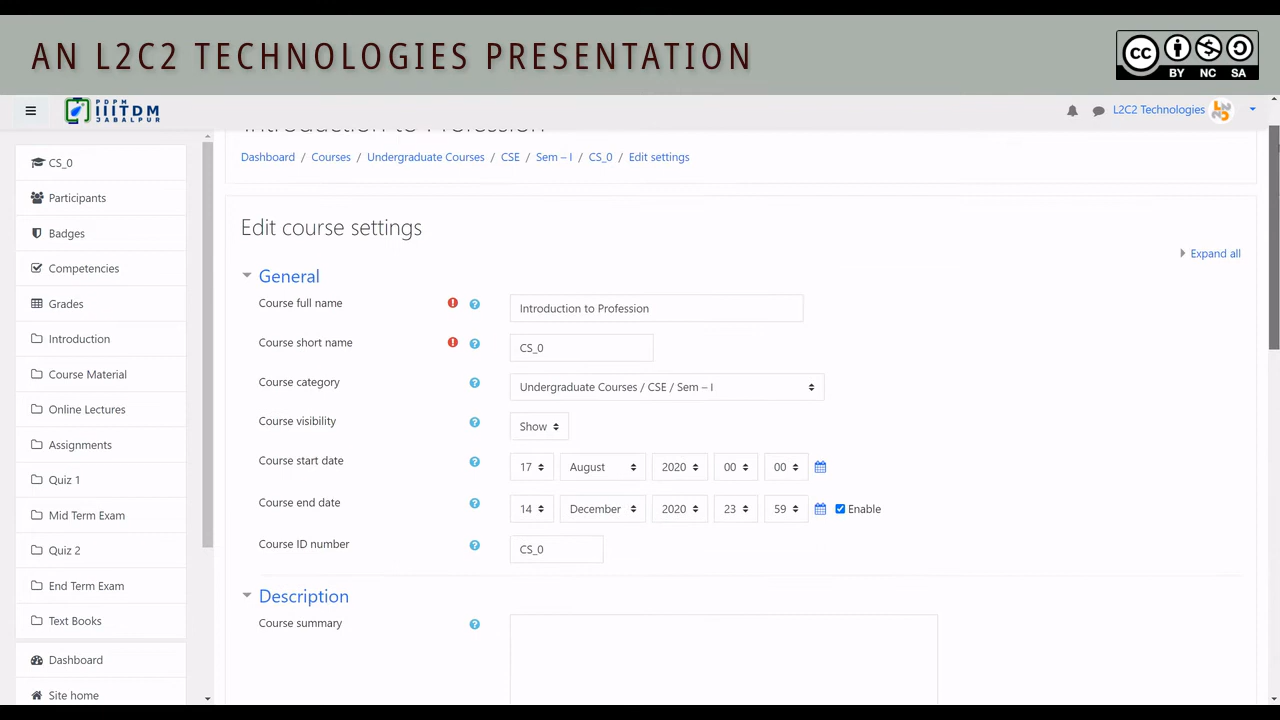 AN L2C2 TECHNOLOGIES PRESENTATION
CC BY NC SA
PDPM
IIITDM
JABALPUR
L2C2 Technologies
Introduction to Profession
Dashboard / Courses / Undergraduate Courses / CSE / Sem – I / CS_0 / Edit settings
CS_0
Participants
Badges
Competencies
Grades
Introduction
Course Material
Online Lectures
Assignments
Quiz 1
Mid Term Exam
Quiz 2
End Term Exam
Text Books
Dashboard
Site home
Edit course settings
Expand all
General
Course full name Introduction to Profession
Course short name CS_0
Course category Undergraduate Courses / CSE / Sem – I
Course visibility Show
Course start date 17 August 2020 00 00
Course end date 14 December 2020 23 59 Enable
Course ID number CS_0
Description
Course summary